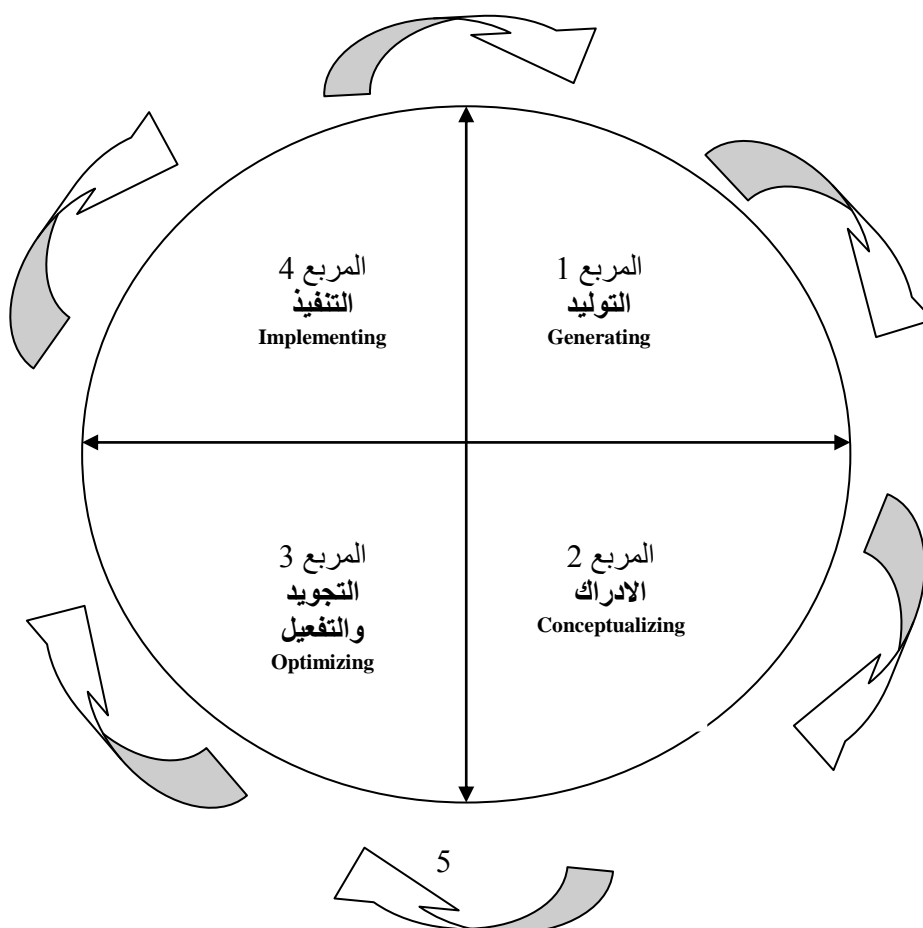 المربع 1
التوليد
Generating
المربع 4
التنفيذ
Implementing
المربع 2
الادراك
Conceptualizing
المربع 3
التجويد
والتفعيل
Optimizing
5